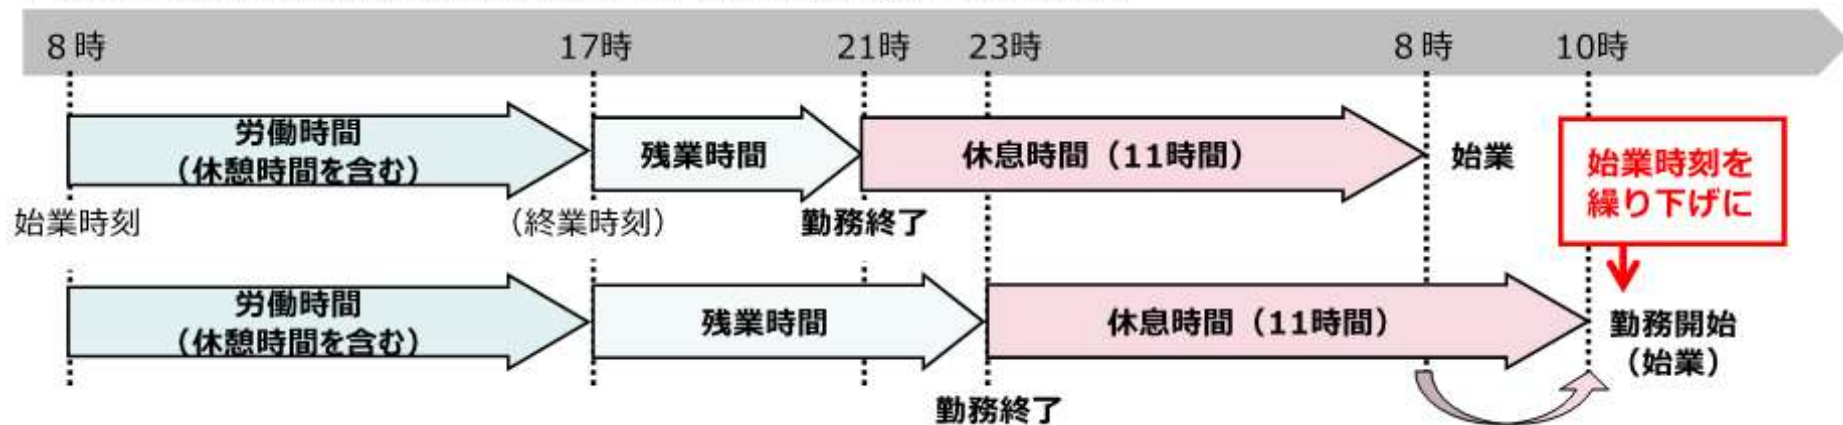 8時 17時 21時 23時 8時 10時
労働時間
（休憩時間を含む）
残業時間
休息時間（11時間）
始業
始業時刻を
繰り下げに
始業時刻
（終業時刻）
勤務終了
労働時間
（休憩時間を含む）
残業時間
休息時間（11時間）
勤務開始
（始業）
勤務終了